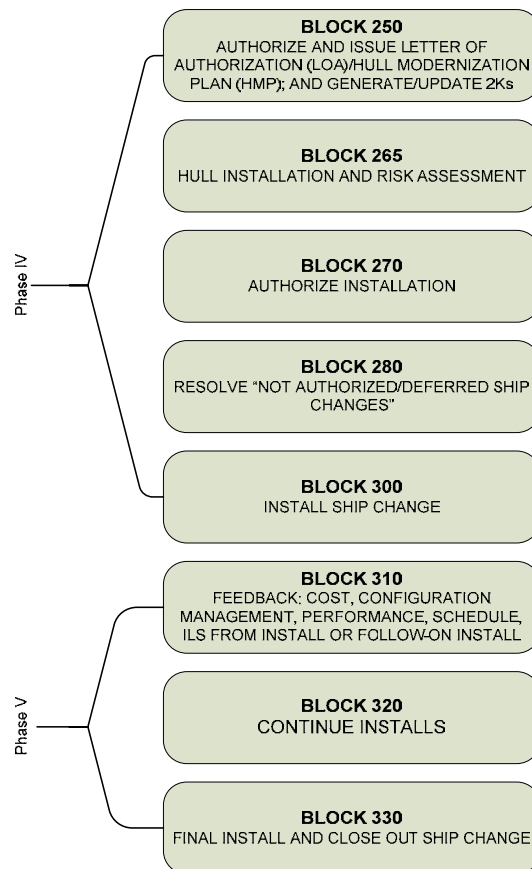 BLOCK 250
AUTHORIZE AND ISSUE LETTER OF
AUTHORIZATION (LOA)/HULL MODERNIZATION
PLAN (HMP); AND GENERATE/UPDATE 2Ks
BLOCK 265
HULL INSTALLATION AND RISK ASSESSMENT
Phase IV
BLOCK 270
AUTHORIZE INSTALLATION
BLOCK 280
RESOLVE “NOT AUTHORIZED/DEFERRED SHIP
CHANGES”
BLOCK 300
INSTALL SHIP CHANGE
BLOCK 310
FEEDBACK: COST, CONFIGURATION
MANAGEMENT, PERFORMANCE, SCHEDULE,
ILS FROM INSTALL OR FOLLOW-ON INSTALL
Phase V
BLOCK 320
CONTINUE INSTALLS
BLOCK 330
FINAL INSTALL AND CLOSE OUT SHIP CHANGE